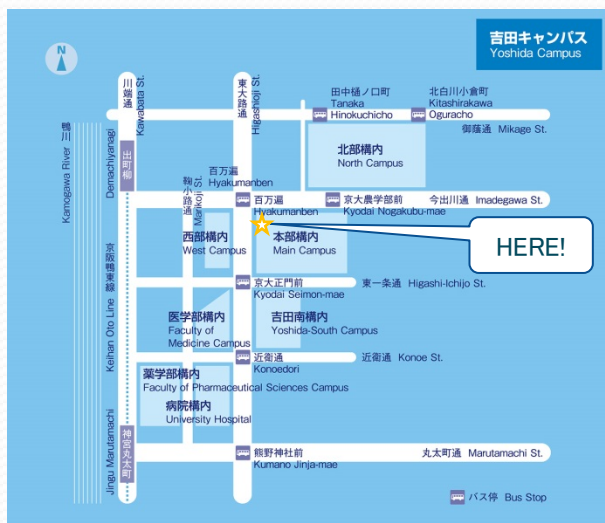 吉田キャンパス
Yoshida Campus
N
川端通
Kawabata St.
東大路通
Higashioji St.
田中樋ノ口町
Tanaka
Hinokuchicho
北白川小倉町
Kitashirakawa
Oguracho
御蔭通 Mikage St.
鴨川
Kamogawa River
出町柳
Demachiyanagi
北部構内
North Campus
鞠小路通
Marikoji St.
百万遍
Hyakumanben
百万遍
Hyakumanben
京大農学部前
Kyodai Nogakubu-mae
今出川通 Imadegawa St.
西部構内
West Campus
本部構内
Main Campus
HERE!
京阪鴨東線
Keihan Oto Line
京大正門前
Kyodai Seimon-mae
東一条通 Higashi-Ichijo St.
医学部構内
Faculty of
Medicine Campus
吉田南構内
Yoshida-South Campus
近衛通
Konoedori
近衛通 Konoe St.
薬学部構内
Faculty of Pharmaceutical Sciences Campus
病院構内
University Hospital
神宮丸太町
Jingu Marutamachi
熊野神社前
Kumano Jinja-mae
丸太町通 Marutamachi St.
バス停 Bus Stop